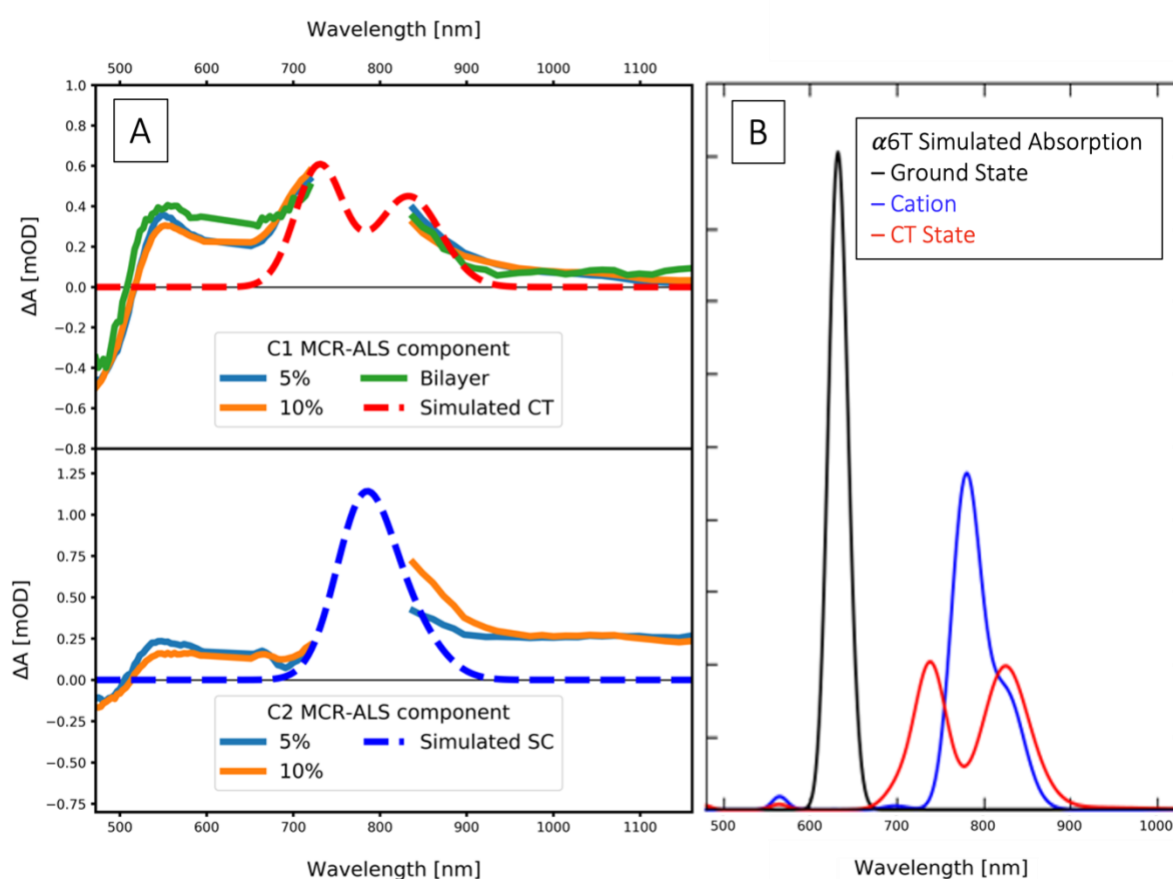 Wavelength [nm]
500 600 700 800 900 1000 1100
A
B
1.0
0.8
0.6
0.4
0.2
0.0
−0.2
−0.4
−0.6
−0.8
ΔA [mOD]
C1 MCR-ALS component
5% Bilayer
10% Simulated CT
1.25
1.00
0.75
0.50
0.25
0.00
−0.25
−0.50
−0.75
ΔA [mOD]
C2 MCR-ALS component
5% Simulated SC
10%
500 600 700 800 900 1000 1100
Wavelength [nm]
α6T Simulated Absorption
Ground State
Cation
CT State
500 600 700 800 900 1000
Wavelength [nm]